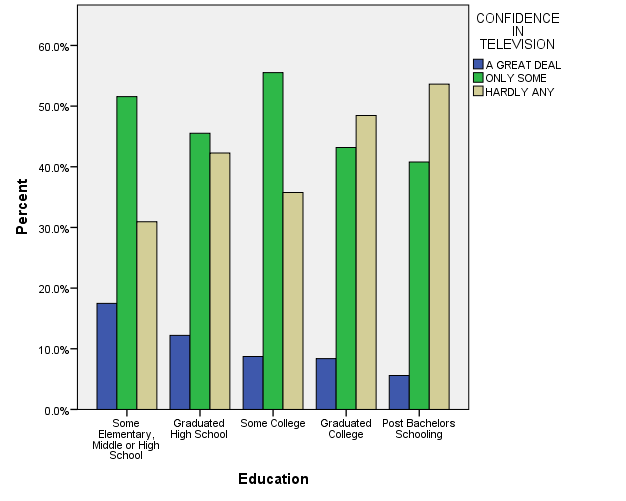 CONFIDENCE
IN
TELEVISION
A GREAT DEAL
ONLY SOME
HARDLY ANY
60.0%
50.0%
40.0%
30.0%
20.0%
10.0%
0.0%
Percent
Some
Elementary,
Middle or High
School
Graduated
High School
Some College
Graduated
College
Post Bachelors
Schooling
Education